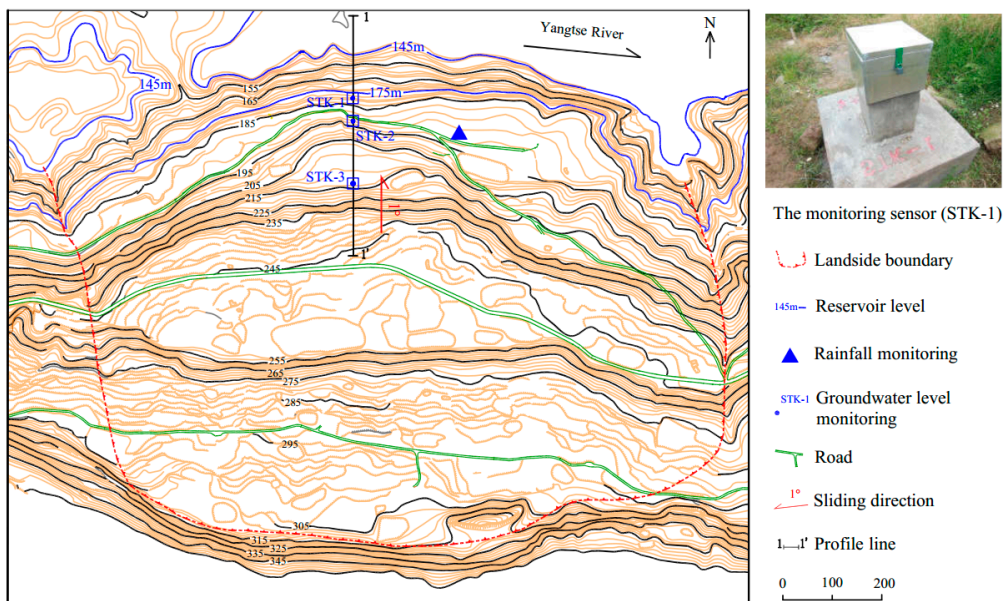 1
Yangtse River
N
145m
145m
155
165
175m
STK-1
185
STK-2
195
STK-3
205
215
1°
225
235
1'
245
255
265
275
285
295
305
315
325
335
345
The monitoring sensor (STK-1)
Landside boundary
145m
Reservoir level
Rainfall monitoring
STK-1 Groundwater level
monitoring
Road
1° Sliding direction
1 1' Profile line
0 100 200